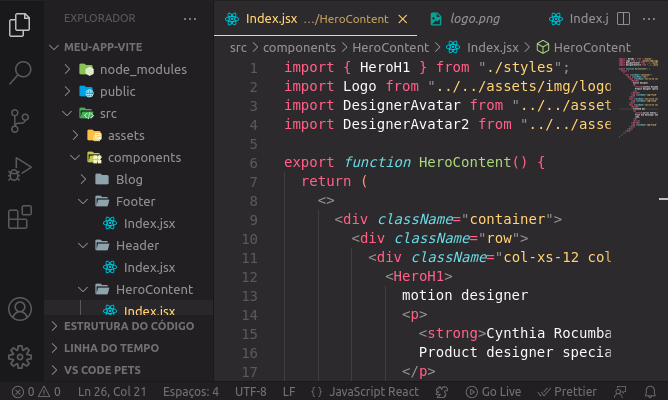 EXPLORADOR
Index.jsx .../HeroContent
logo.png
Index.j
MEU-APP-VITE
src > components > HeroContent > Index.jsx > HeroContent
node_modules
public
src
assets
components
Blog
Footer
Index.jsx
Header
Index.jsx
HeroContent
Index.jsx
ESTRUTURA DO CÓDIGO
LINHA DO TEMPO
VS CODE PETS
1 import { HeroH1 } from "./styles";
2 import Logo from "../../assets/img/logo
3 import DesignerAvatar from "../../asset
4 import DesignerAvatar2 from "../../asse
5
6 export function HeroContent() {
7 return (
8 <>
9 <div className="container">
10 <div className="row">
11 <div className="col-xs-12 col
12 <HeroH1>
13 motion designer
14 <p>
15 <strong>Cynthia Rocumba
16 Product designer specia
17 </p>
0 0 Ln 26, Col 21 Espaços: 4 UTF-8 LF {} JavaScript React Go Live Prettier